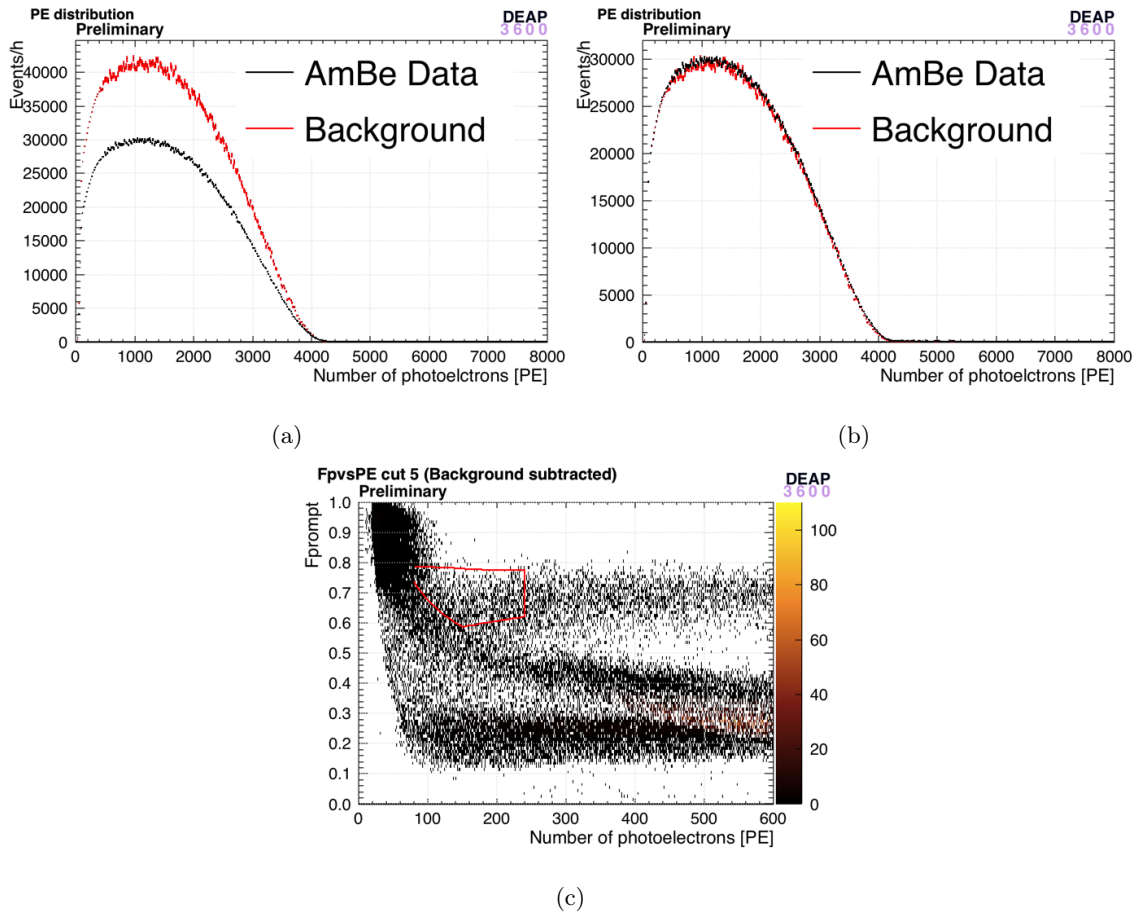 PE distribution
Preliminary
DEAP
3600
Events/h
40000
35000
30000
25000
20000
15000
10000
5000
0
AmBe Data
Background
0 1000 2000 3000 4000 5000 6000 7000 8000
Number of photoelctrons [PE]
(a)
PE distribution
Preliminary
DEAP
3600
Events/h
30000
25000
20000
15000
10000
5000
0
AmBe Data
Background
0 1000 2000 3000 4000 5000 6000 7000 8000
Number of photoelctrons [PE]
(b)
FpvsPE cut 5 (Background subtracted)
Preliminary
DEAP
3600
Fprompt
1.0
0.9
0.8
0.7
0.6
0.5
0.4
0.3
0.2
0.1
0.0
0 100 200 300 400 500 600
Number of photoelectrons [PE]
100
80
60
40
20
0
(c)